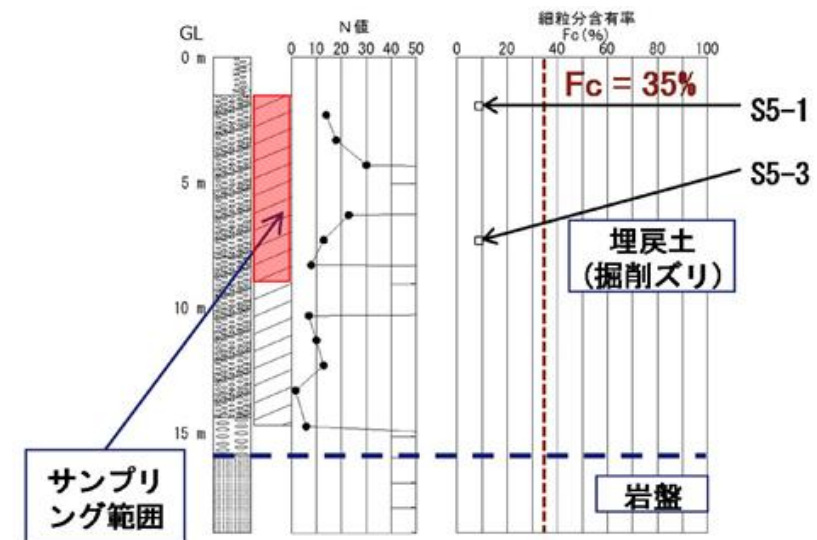 GL
N値
細粒分含有率
Fc(%)
0 10 20 30 40 50
0 20 40 60 80 100
0 m
Fc = 35%
S5-1
5 m
S5-3
埋戻土
(掘削ズリ)
10 m
15 m
サンプリ
ング範囲
岩盤